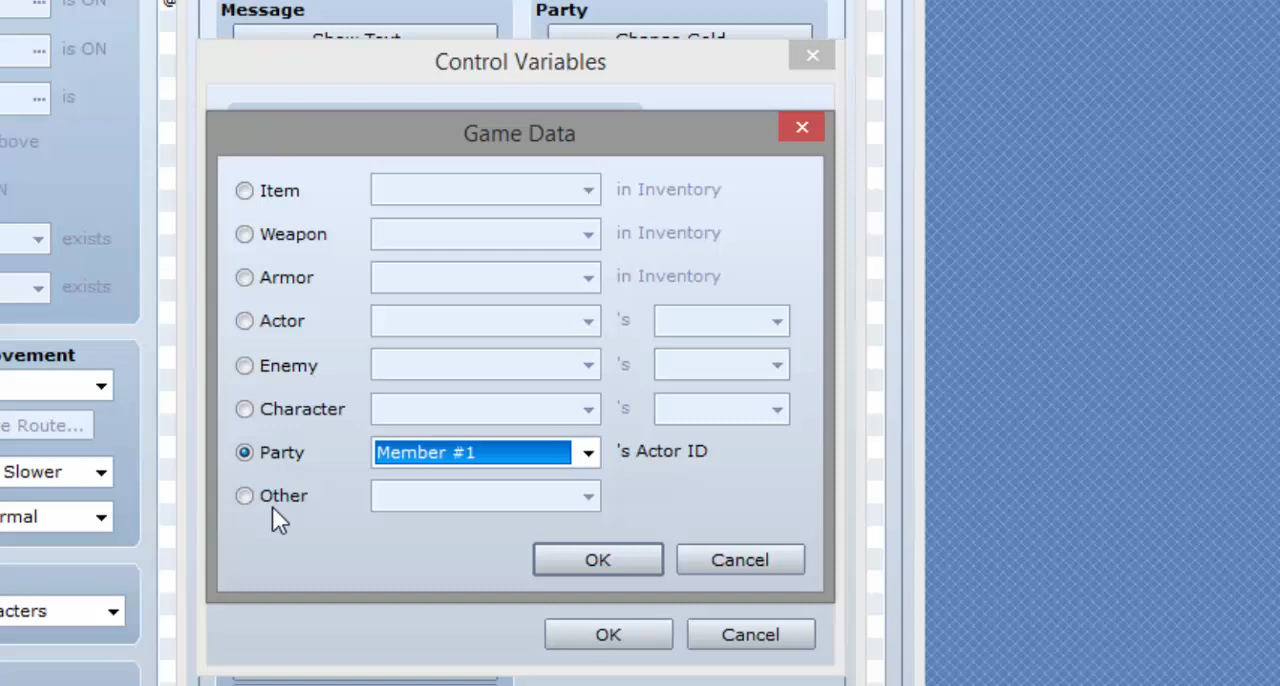 is ON
Message
Party
is ON
Control Variables
is
Game Data
Item
in Inventory
Weapon
in Inventory
Armor
in Inventory
exists
Actor
's
exists
Enemy
's
Character
's
Party
Member #1
's Actor ID
Other
OK
Cancel
OK
Cancel
Slower
e Route...
ovement
rmal
acters
bove